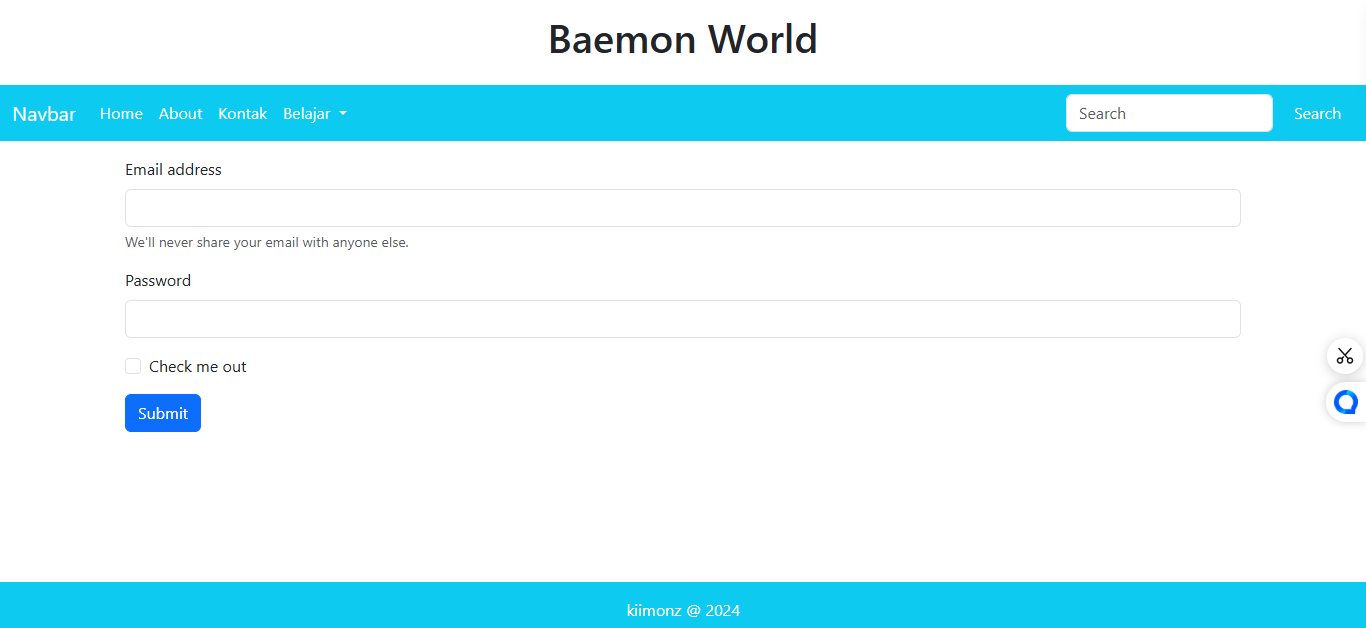 Baemon World
Navbar Home About Kontak Belajar Search Search
Email address
We'll never share your email with anyone else.
Password
Check me out
Submit
kiimonz @ 2024